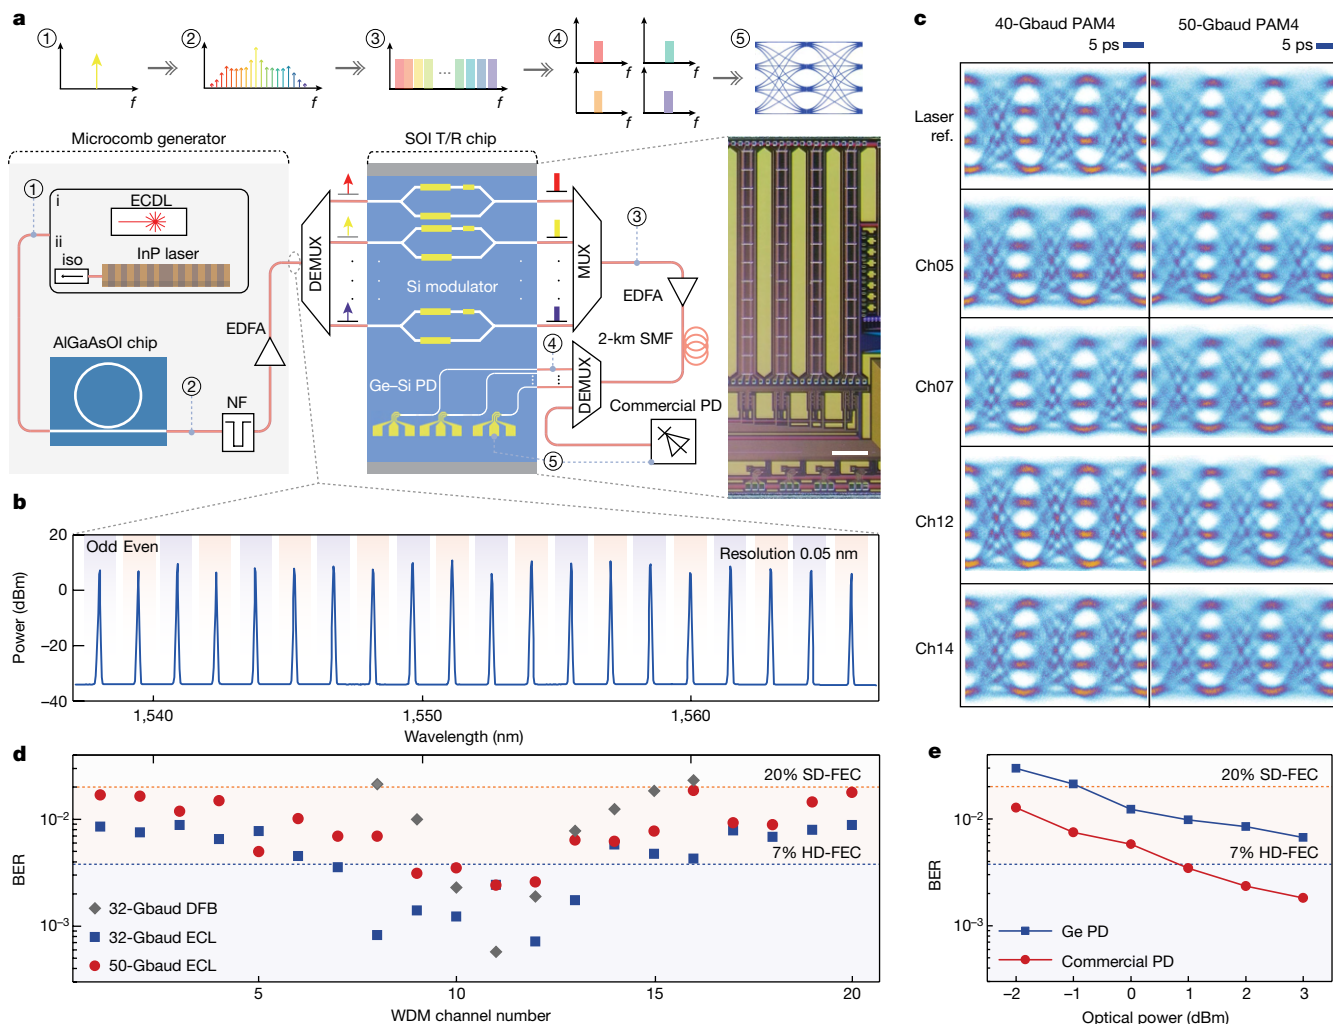 a
1
2
3
4
5
f
f
...
f
f
f
f
f
Microcomb generator
SOI T/R chip
1
i
ECDL
ii
iso
InP laser
EDFA
AlGaAsOI chip
2
NF
DEMUX
Si modulator
MUX
3
EDFA
2-km SMF
4
Ge–Si PD
DEMUX
Commercial PD
5
b
20
0
–20
–40
Power (dBm)
Odd Even
Resolution 0.05 nm
1,540
1,550
1,560
Wavelength (nm)
c
40-Gbaud PAM4
50-Gbaud PAM4
5 ps
5 ps
Laser
ref.
Ch05
Ch07
Ch12
Ch14
d
20% SD-FEC
7% HD-FEC
10⁻²
10⁻³
BER
32-Gbaud DFB
32-Gbaud ECL
50-Gbaud ECL
5
10
15
20
WDM channel number
e
20% SD-FEC
7% HD-FEC
10⁻²
10⁻³
BER
Ge PD
Commercial PD
–2
–1
0
1
2
3
Optical power (dBm)